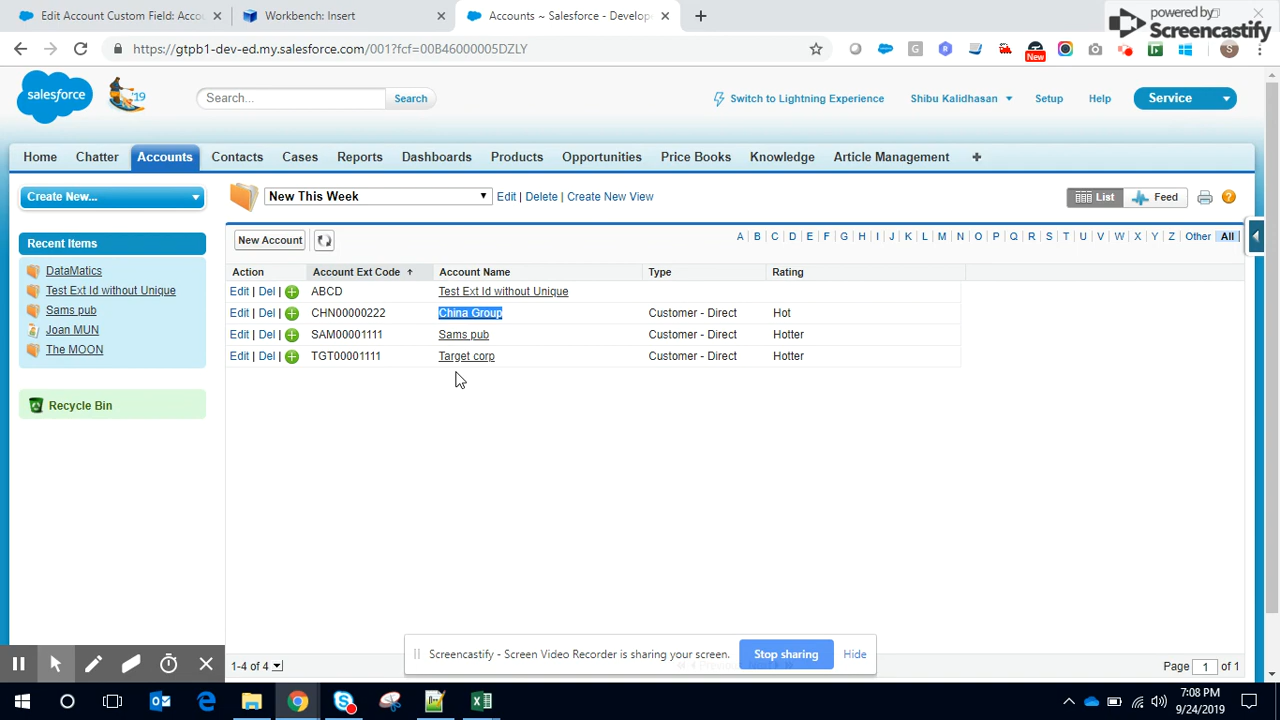 Edit Account Custom Field: Acco
Workbench: Insert
Accounts ~ Salesforce - Develop
powered by
Screencastify
https://gtpb1-dev-ed.my.salesforce.com/001?fcf=00B46000005DZLY
New
S
salesforce
'19
Search...
Search
Switch to Lightning Experience
Shibu Kalidhasan
Setup
Help
Service
Home
Chatter
Accounts
Contacts
Cases
Reports
Dashboards
Products
Opportunities
Price Books
Knowledge
Article Management
+
Create New...
New This Week
Edit | Delete | Create New View
List
Feed
Recent Items
DataMatics
Test Ext Id without Unique
Sams pub
Joan MUN
The MOON
Recycle Bin
New Account
A | B | C | D | E | F | G | H | I | J | K | L | M | N | O | P | Q | R | S | T | U | V | W | X | Y | Z | Other | All
Action Account Ext Code ↑ Account Name Type Rating
Edit | Del | ABCD Test Ext Id without Unique
Edit | Del | CHN00000222 China Group Customer - Direct Hot
Edit | Del | SAM00001111 Sams pub Customer - Direct Hotter
Edit | Del | TGT00001111 Target corp Customer - Direct Hotter
Screencastify - Screen Video Recorder is sharing your screen.
Stop sharing
Hide
1-4 of 4
Page 1 of 1
7:08 PM
9/24/2019